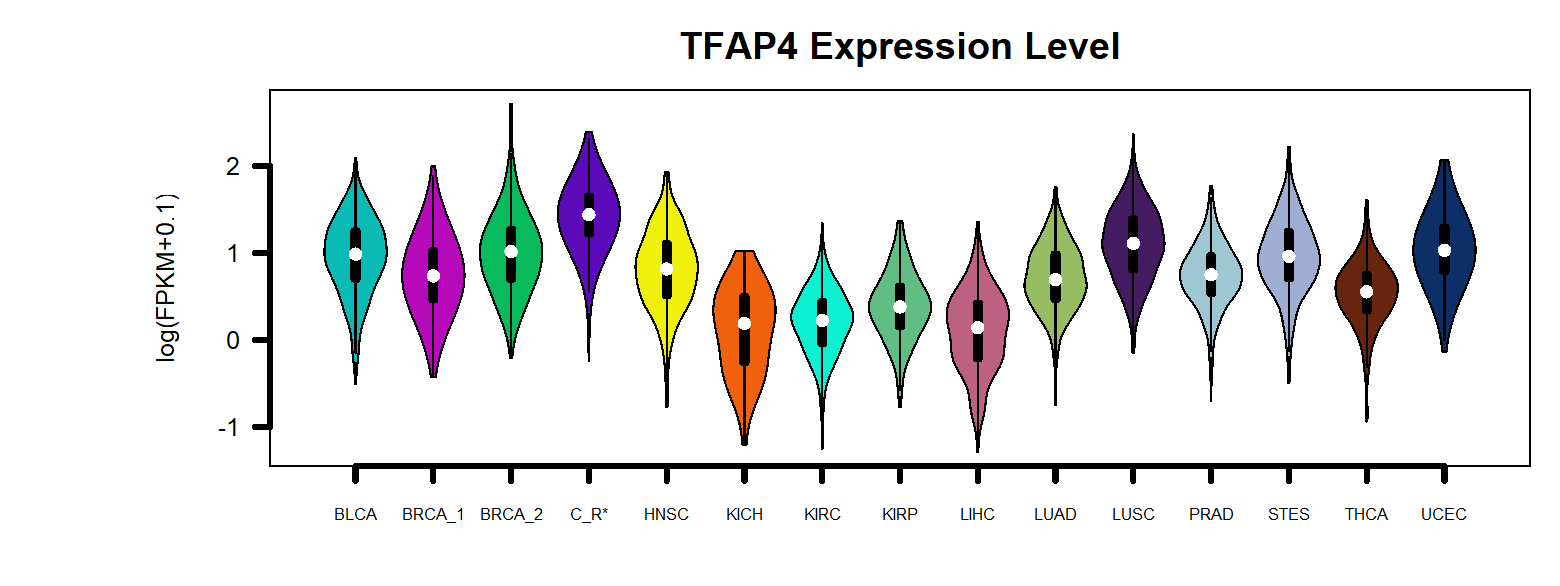 TFAP4 Expression Level
log(FPKM+0.1)
2
1
0
-1
BLCA BRCA_1 BRCA_2 C_R* HNSC KICH KIRC KIRP LIHC LUAD LUSC PRAD STES THCA UCEC